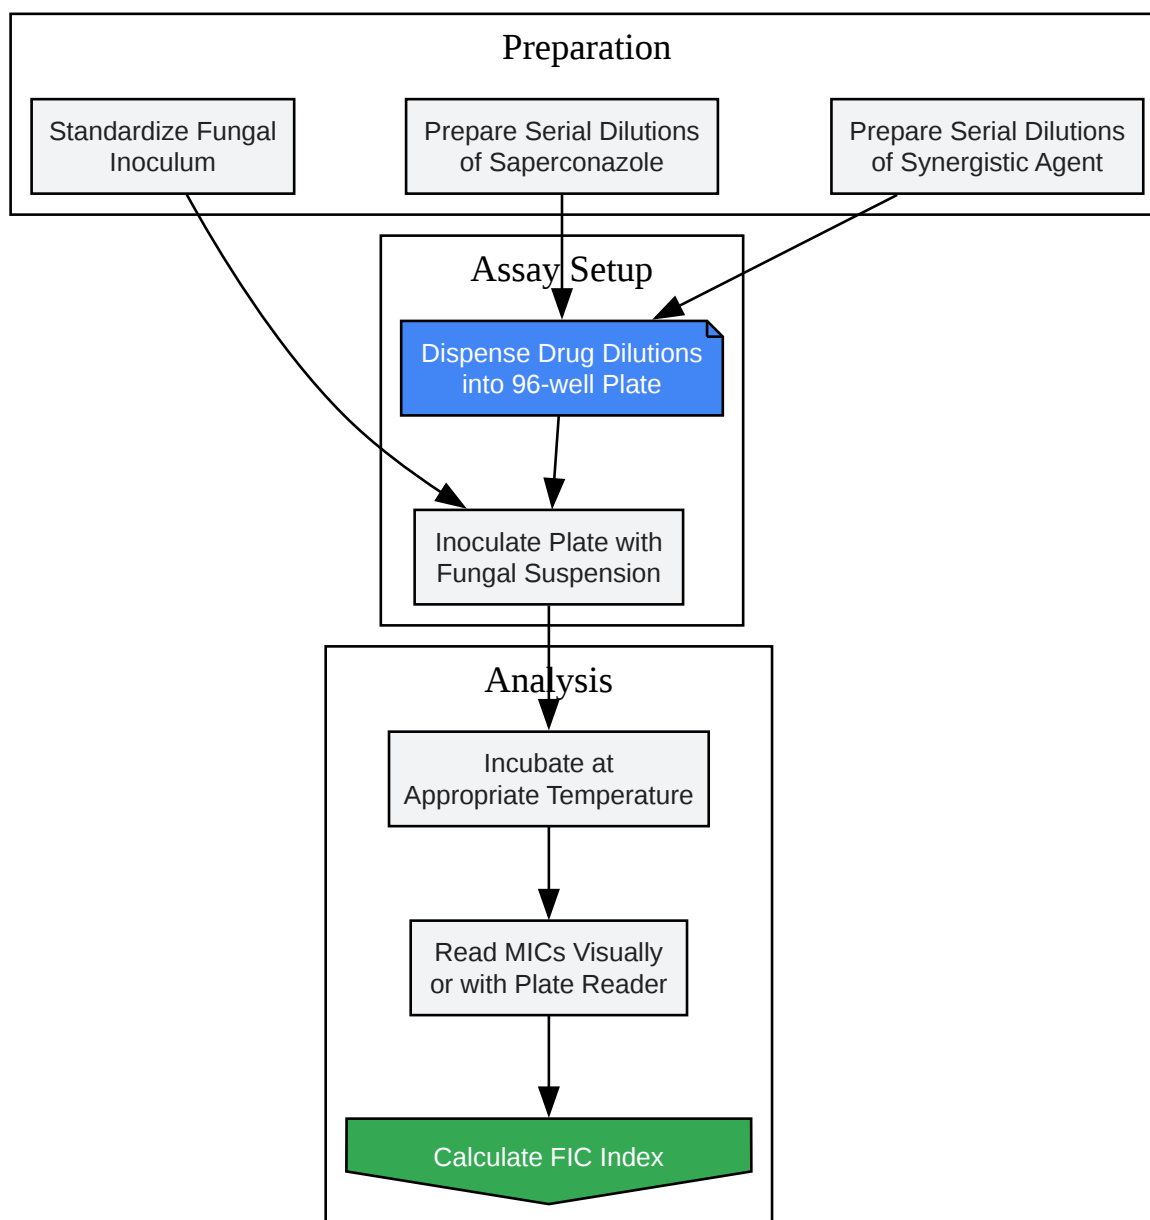 Preparation
Standardize Fungal
Inoculum
Prepare Serial Dilutions
of Saperconazole
Prepare Serial Dilutions
of Synergistic Agent
Assay Setup
Dispense Drug Dilutions
into 96-well Plate
Inoculate Plate with
Fungal Suspension
Analysis
Incubate at
Appropriate Temperature
Read MICs Visually
or with Plate Reader
Calculate FIC Index